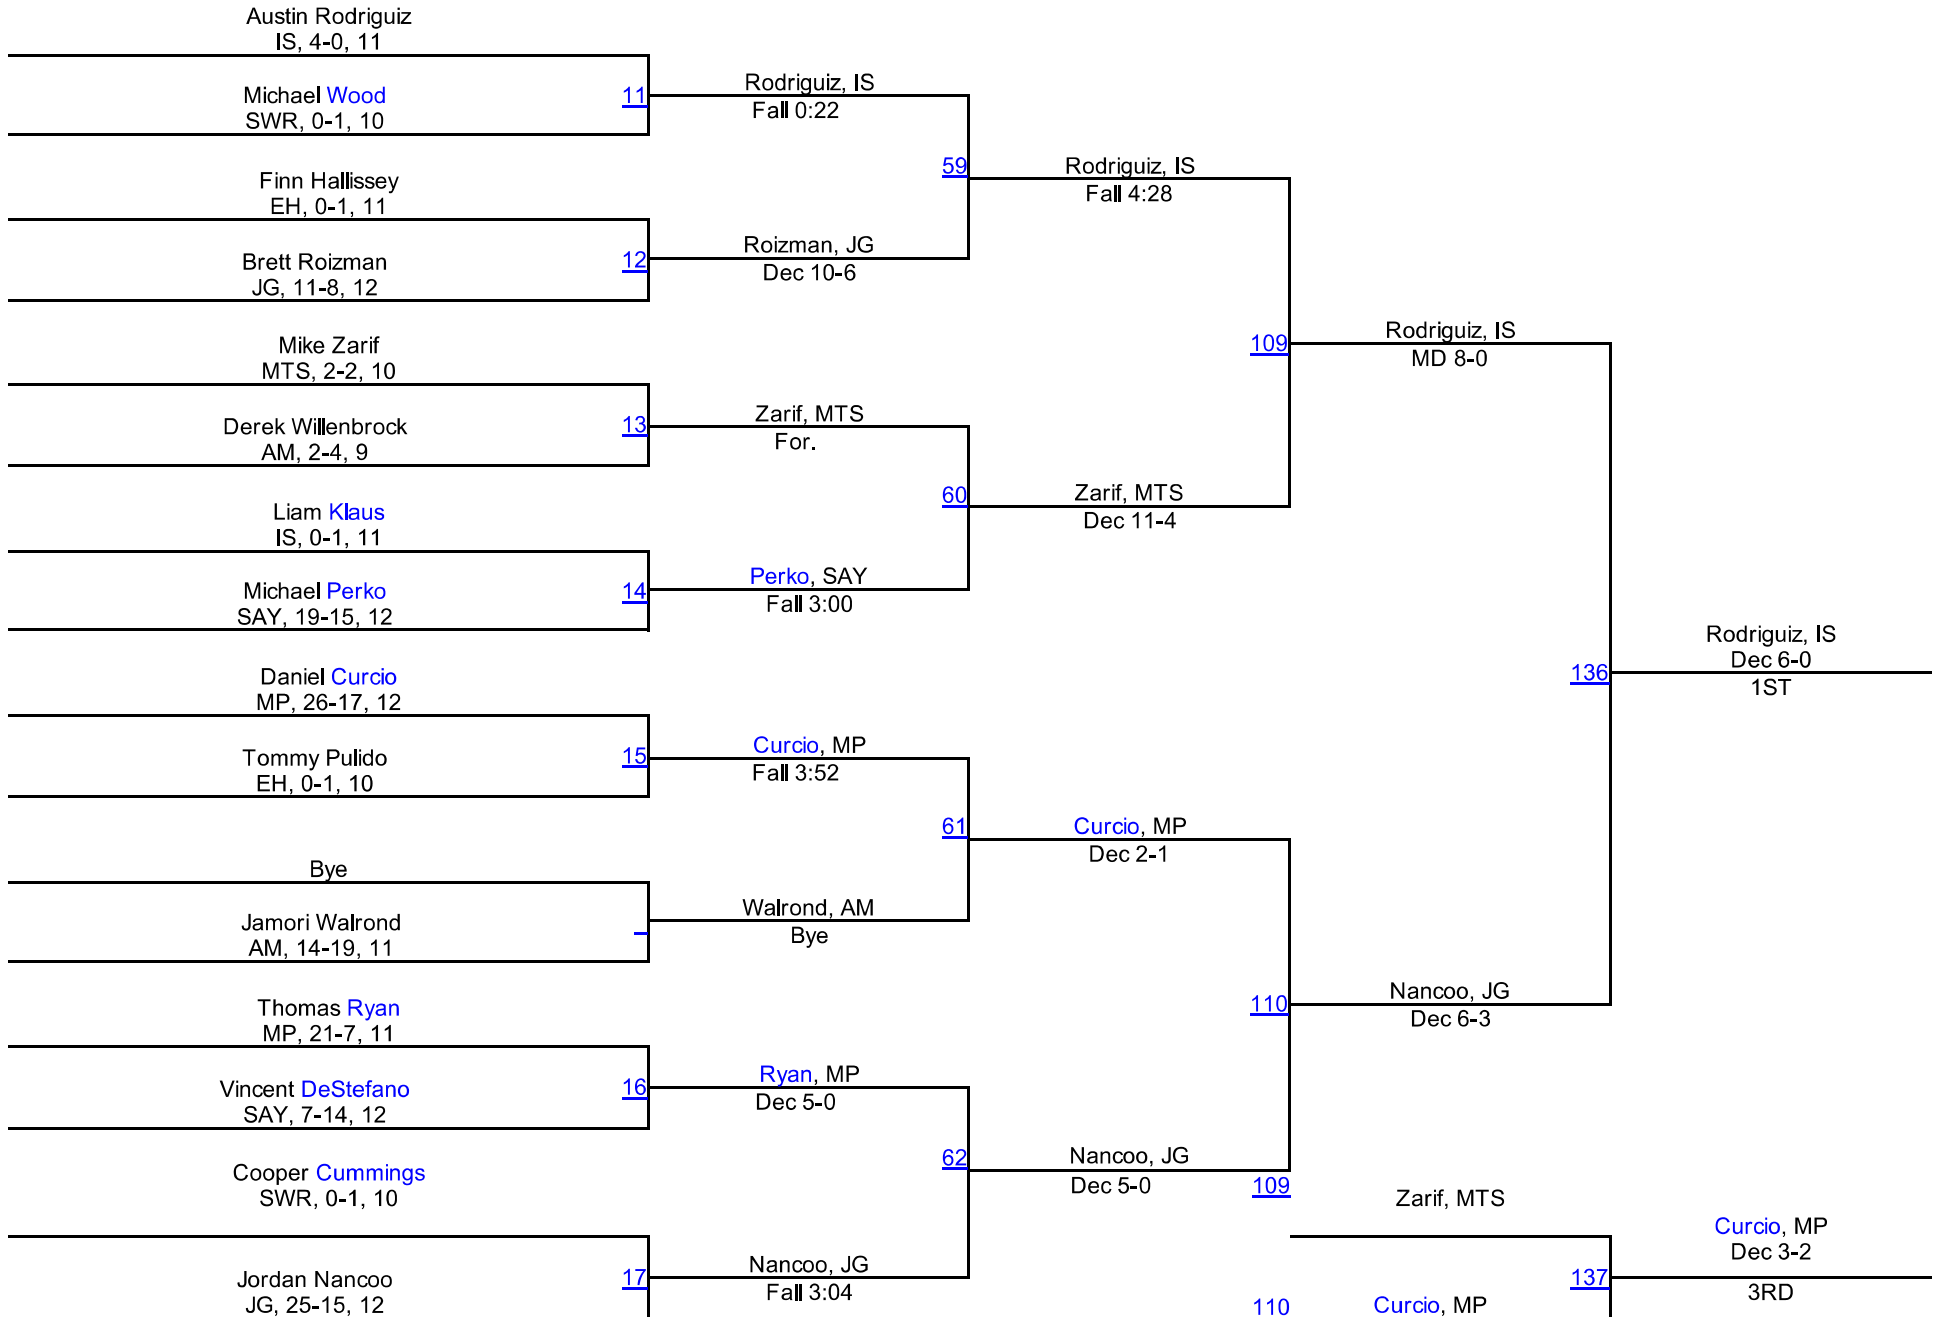 Austin Rodriguiz
IS, 4-0, 11
Michael Wood
SWR, 0-1, 10
11
Rodriguiz, IS
Fall 0:22
Finn Hallissey
EH, 0-1, 11
Brett Roizman
JG, 11-8, 12
12
Roizman, JG
Dec 10-6
59
Rodriguiz, IS
Fall 4:28
Mike Zarif
MTS, 2-2, 10
Derek Willenbrock
AM, 2-4, 9
13
Zarif, MTS
For.
Liam Klaus
IS, 0-1, 11
Michael Perko
SAY, 19-15, 12
14
Perko, SAY
Fall 3:00
60
Zarif, MTS
Dec 11-4
109
Rodriguiz, IS
MD 8-0
Daniel Curcio
MP, 26-17, 12
Tommy Pulido
EH, 0-1, 10
15
Curcio, MP
Fall 3:52
Bye
Jamori Walrond
AM, 14-19, 11
Walrond, AM
Bye
61
Curcio, MP
Dec 2-1
Thomas Ryan
MP, 21-7, 11
Vincent DeStefano
SAY, 7-14, 12
16
Ryan, MP
Dec 5-0
Cooper Cummings
SWR, 0-1, 10
Jordan Nancoo
JG, 25-15, 12
17
Nancoo, JG
Fall 3:04
62
Nancoo, JG
Dec 5-0
110
Nancoo, JG
Dec 6-3
136
Rodriguiz, IS
Dec 6-0
1ST
109
Zarif, MTS
110
Curcio, MP
137
Curcio, MP
Dec 3-2
3RD